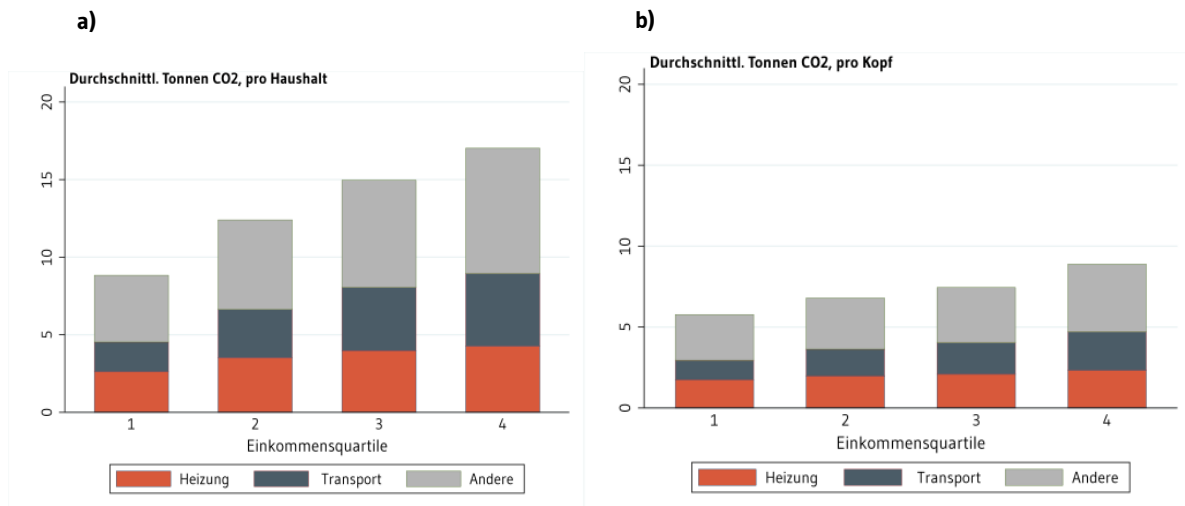 a)
Durchschnittl. Tonnen CO2, pro Haushalt
20
15
10
5
0
1 2 3 4
Einkommensquartile
Heizung Transport Andere
b)
Durchschnittl. Tonnen CO2, pro Kopf
20
15
10
5
0
1 2 3 4
Einkommensquartile
Heizung Transport Andere